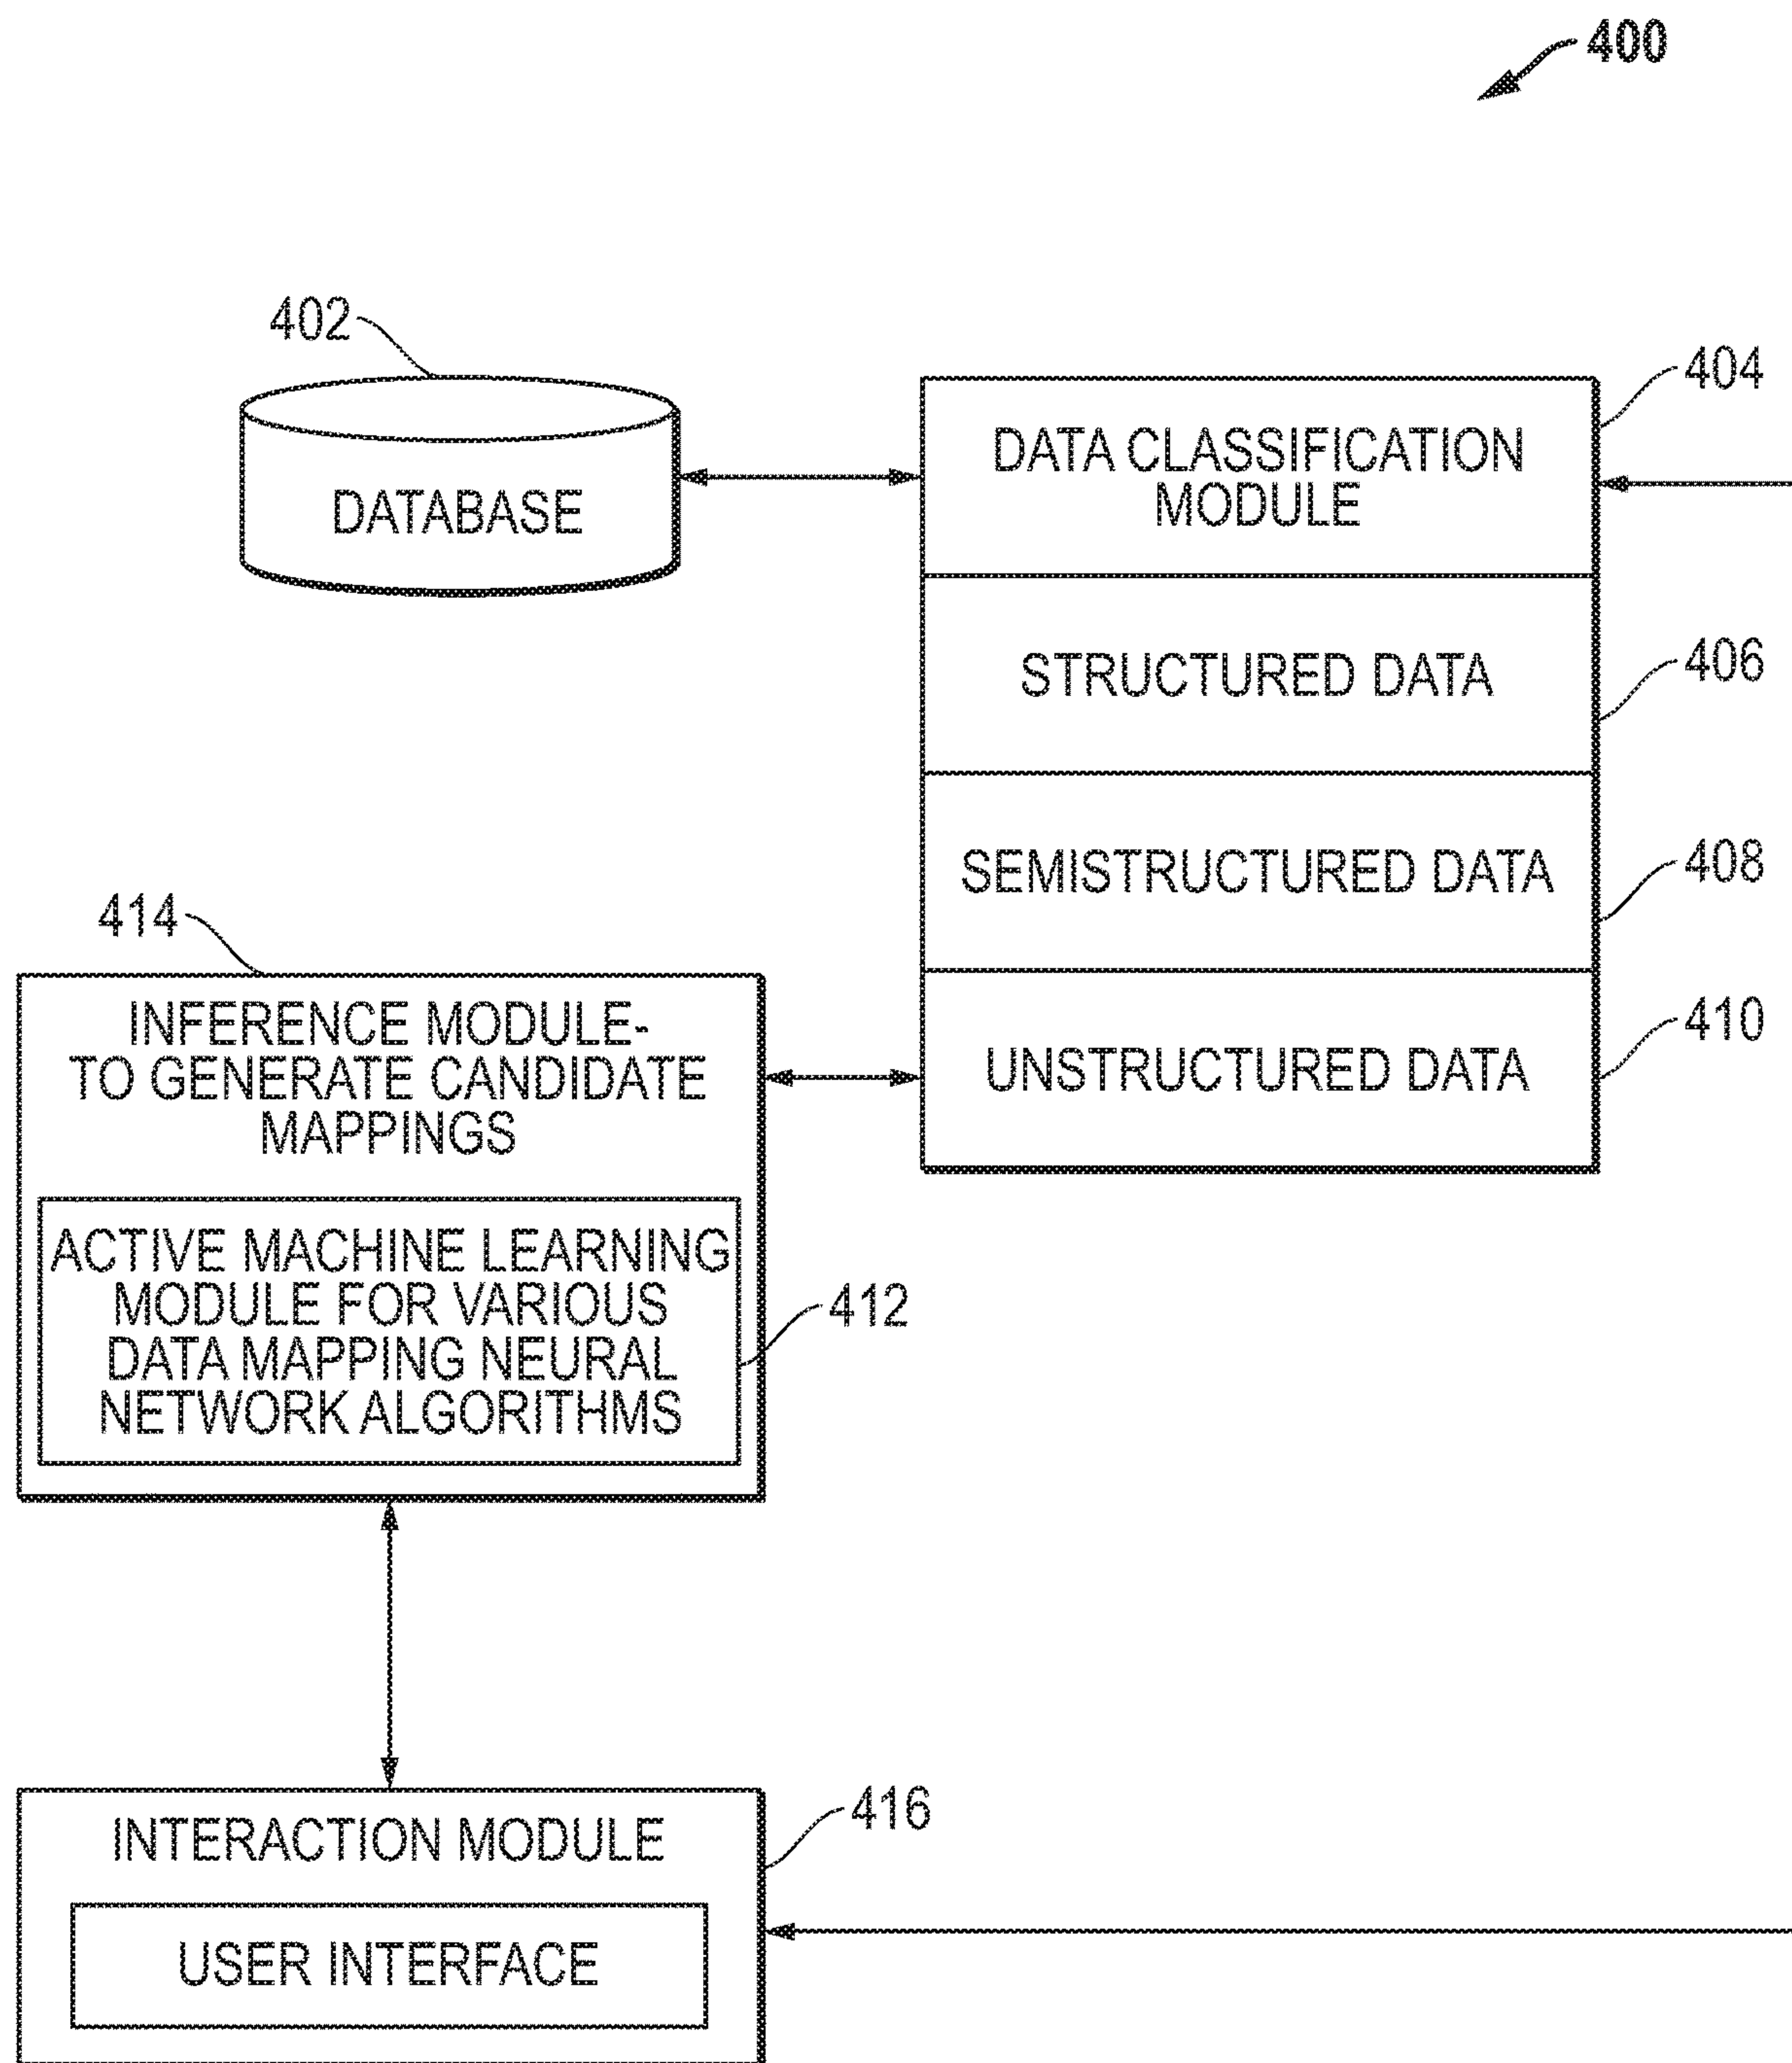 400
402
DATABASE
404
DATA CLASSIFICATION
MODULE
STRUCTURED DATA
406
SEMISTRUCTURED DATA
408
UNSTRUCTURED DATA
410
414
INFERENCE MODULE-
TO GENERATE CANDIDATE
MAPPINGS
ACTIVE MACHINE LEARNING
MODULE FOR VARIOUS
DATA MAPPING NEURAL
NETWORK ALGORITHMS
412
INTERACTION MODULE
416
USER INTERFACE